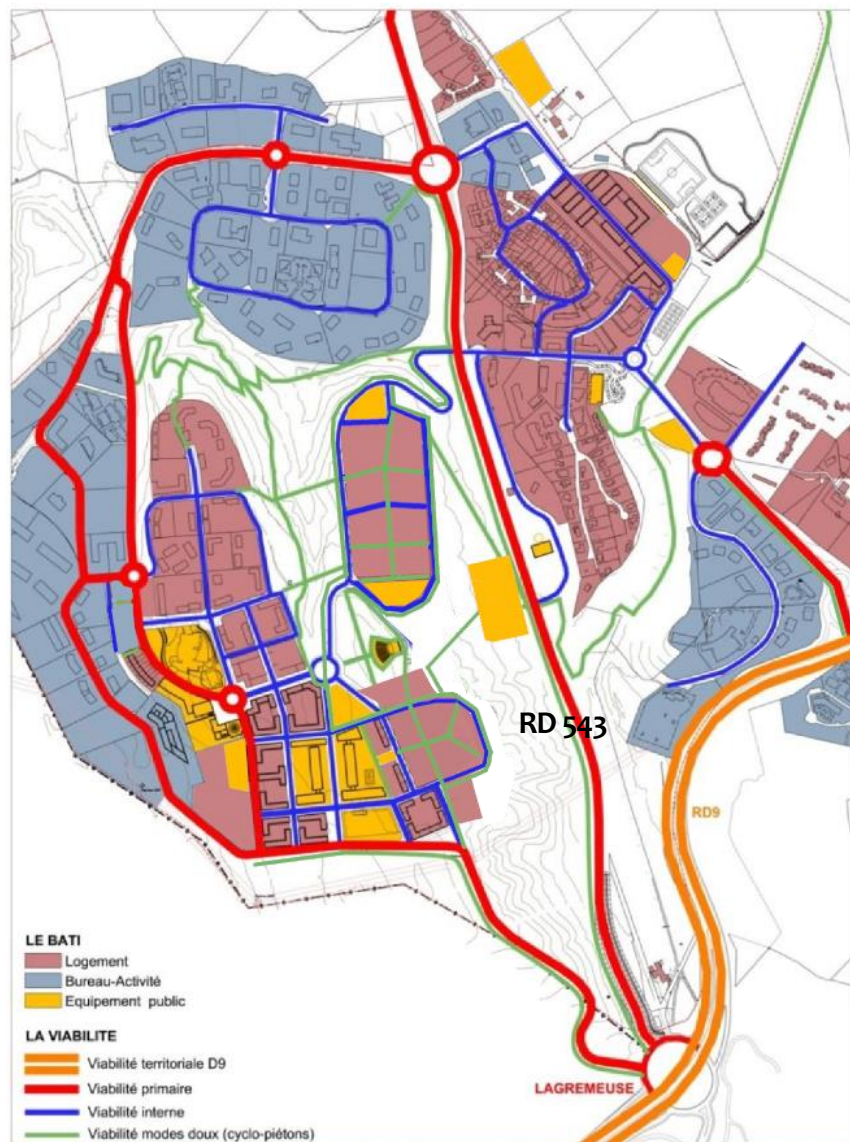 RD 543
RD9
LE BATI
Logement
Bureau-Activité
Equipement public
LA VIABILITE
Viabilité territoriale D9
Viabilité primaire
Viabilité interne
Viabilité modes doux (cyclo-piétons)
LAGREMEUSE